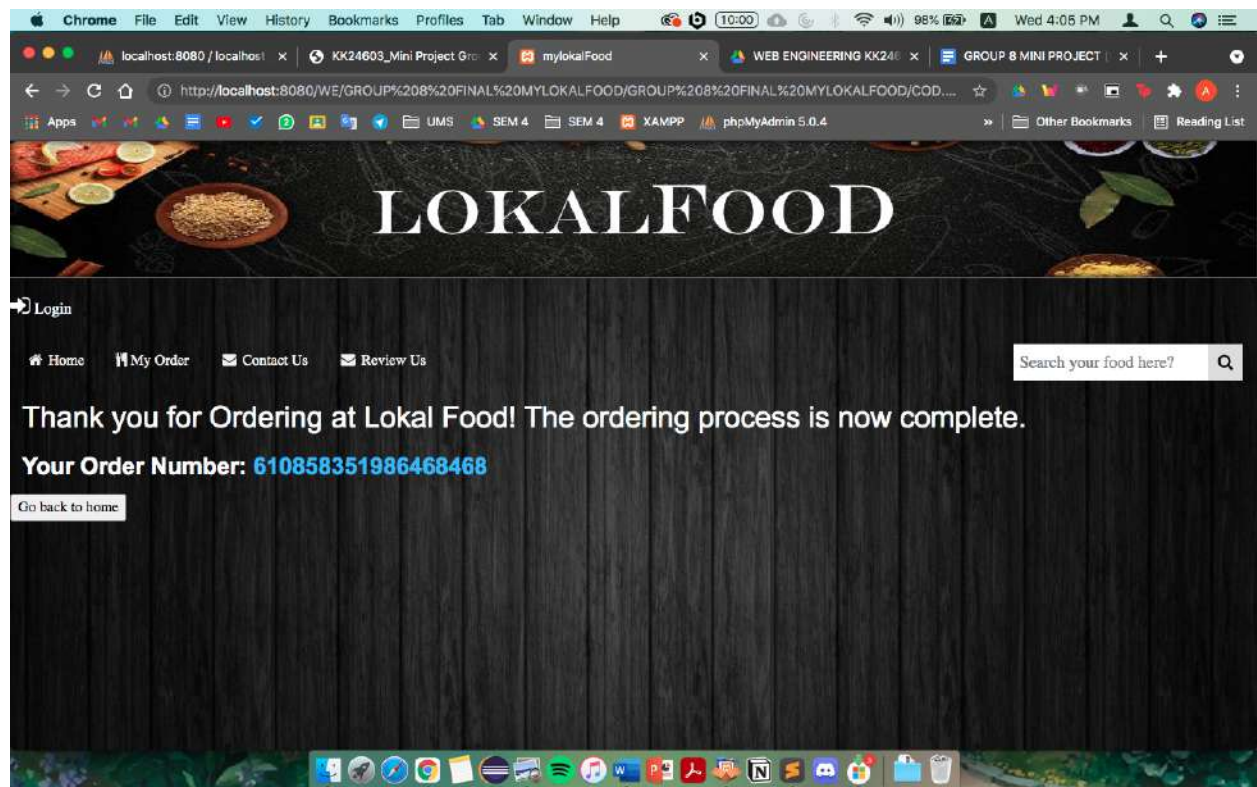 Chrome File Edit View History Bookmarks Profiles Tab Window Help 10:00 98% Wed 4:05 PM
localhost:8080 / localhost KK24603_Mini Project Gro mylokalFood WEB ENGINEERING KK246 GROUP 8 MINI PROJECT (
http://localhost:8080/WE/GROUP%208%20FINAL%20MYLOKALFOOD/GROUP%208%20FINAL%20MYLOKALFOOD/COD....
Apps UMS SEM 4 SEM 4 XAMPP phpMyAdmin 5.0.4 » Other Bookmarks Reading List
LOKALFOOD
Login
Home My Order Contact Us Review Us Search your food here?
Thank you for Ordering at Lokal Food! The ordering process is now complete.
Your Order Number: 610858351986468468
Go back to home